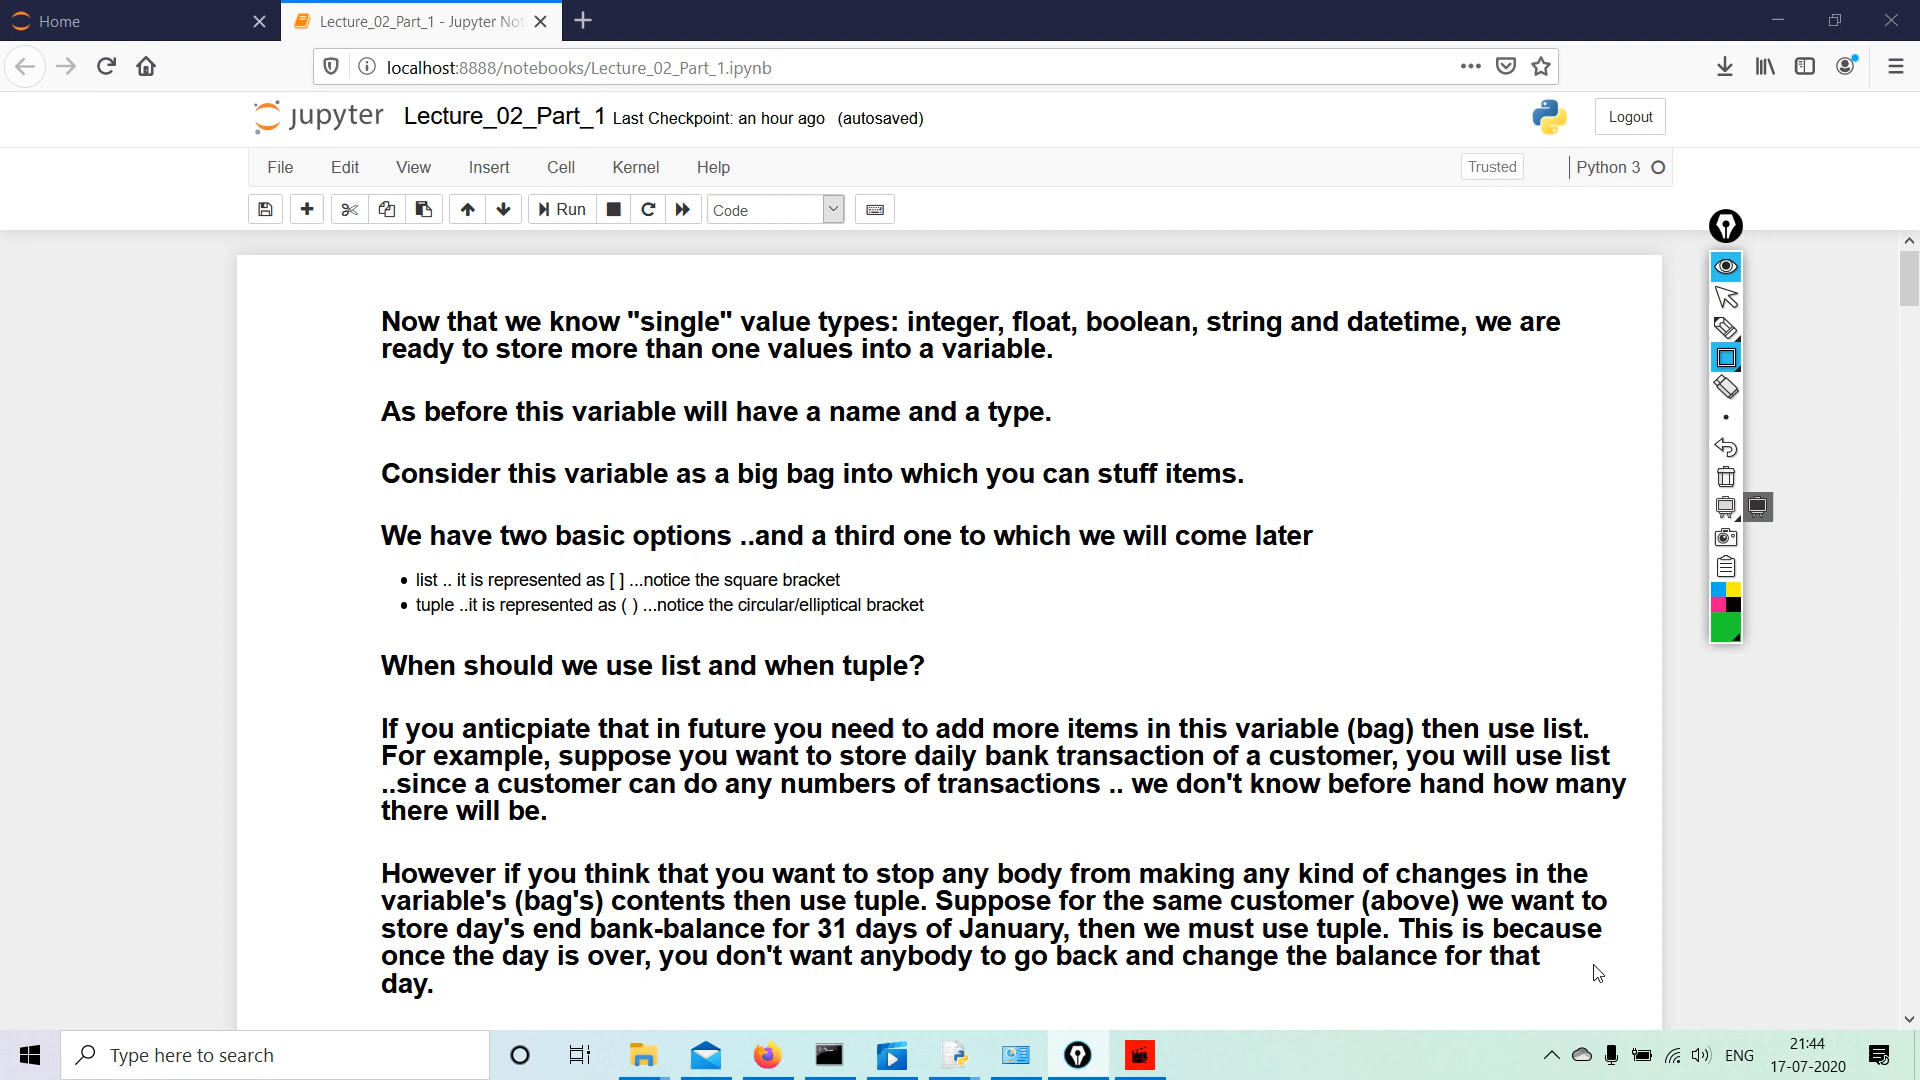 Home
Lecture_02_Part_1 - Jupyter Not
localhost:8888/notebooks/Lecture_02_Part_1.ipynb
jupyter Lecture_02_Part_1 Last Checkpoint: an hour ago (autosaved) Logout
File Edit View Insert Cell Kernel Help Trusted Python 3
Run Code
Now that we know "single" value types: integer, float, boolean, string and datetime, we are
ready to store more than one values into a variable.
As before this variable will have a name and a type.
Consider this variable as a big bag into which you can stuff items.
We have two basic options ..and a third one to which we will come later
• list .. it is represented as [ ] ...notice the square bracket
• tuple ..it is represented as ( ) ...notice the circular/elliptical bracket
When should we use list and when tuple?
If you anticpiate that in future you need to add more items in this variable (bag) then use list.
For example, suppose you want to store daily bank transaction of a customer, you will use list
..since a customer can do any numbers of transactions .. we don't know before hand how many
there will be.
However if you think that you want to stop any body from making any kind of changes in the
variable's (bag's) contents then use tuple. Suppose for the same customer (above) we want to
store day's end bank-balance for 31 days of January, then we must use tuple. This is because
once the day is over, you don't want anybody to go back and change the balance for that
day.
Type here to search
ENG
21:44
17-07-2020